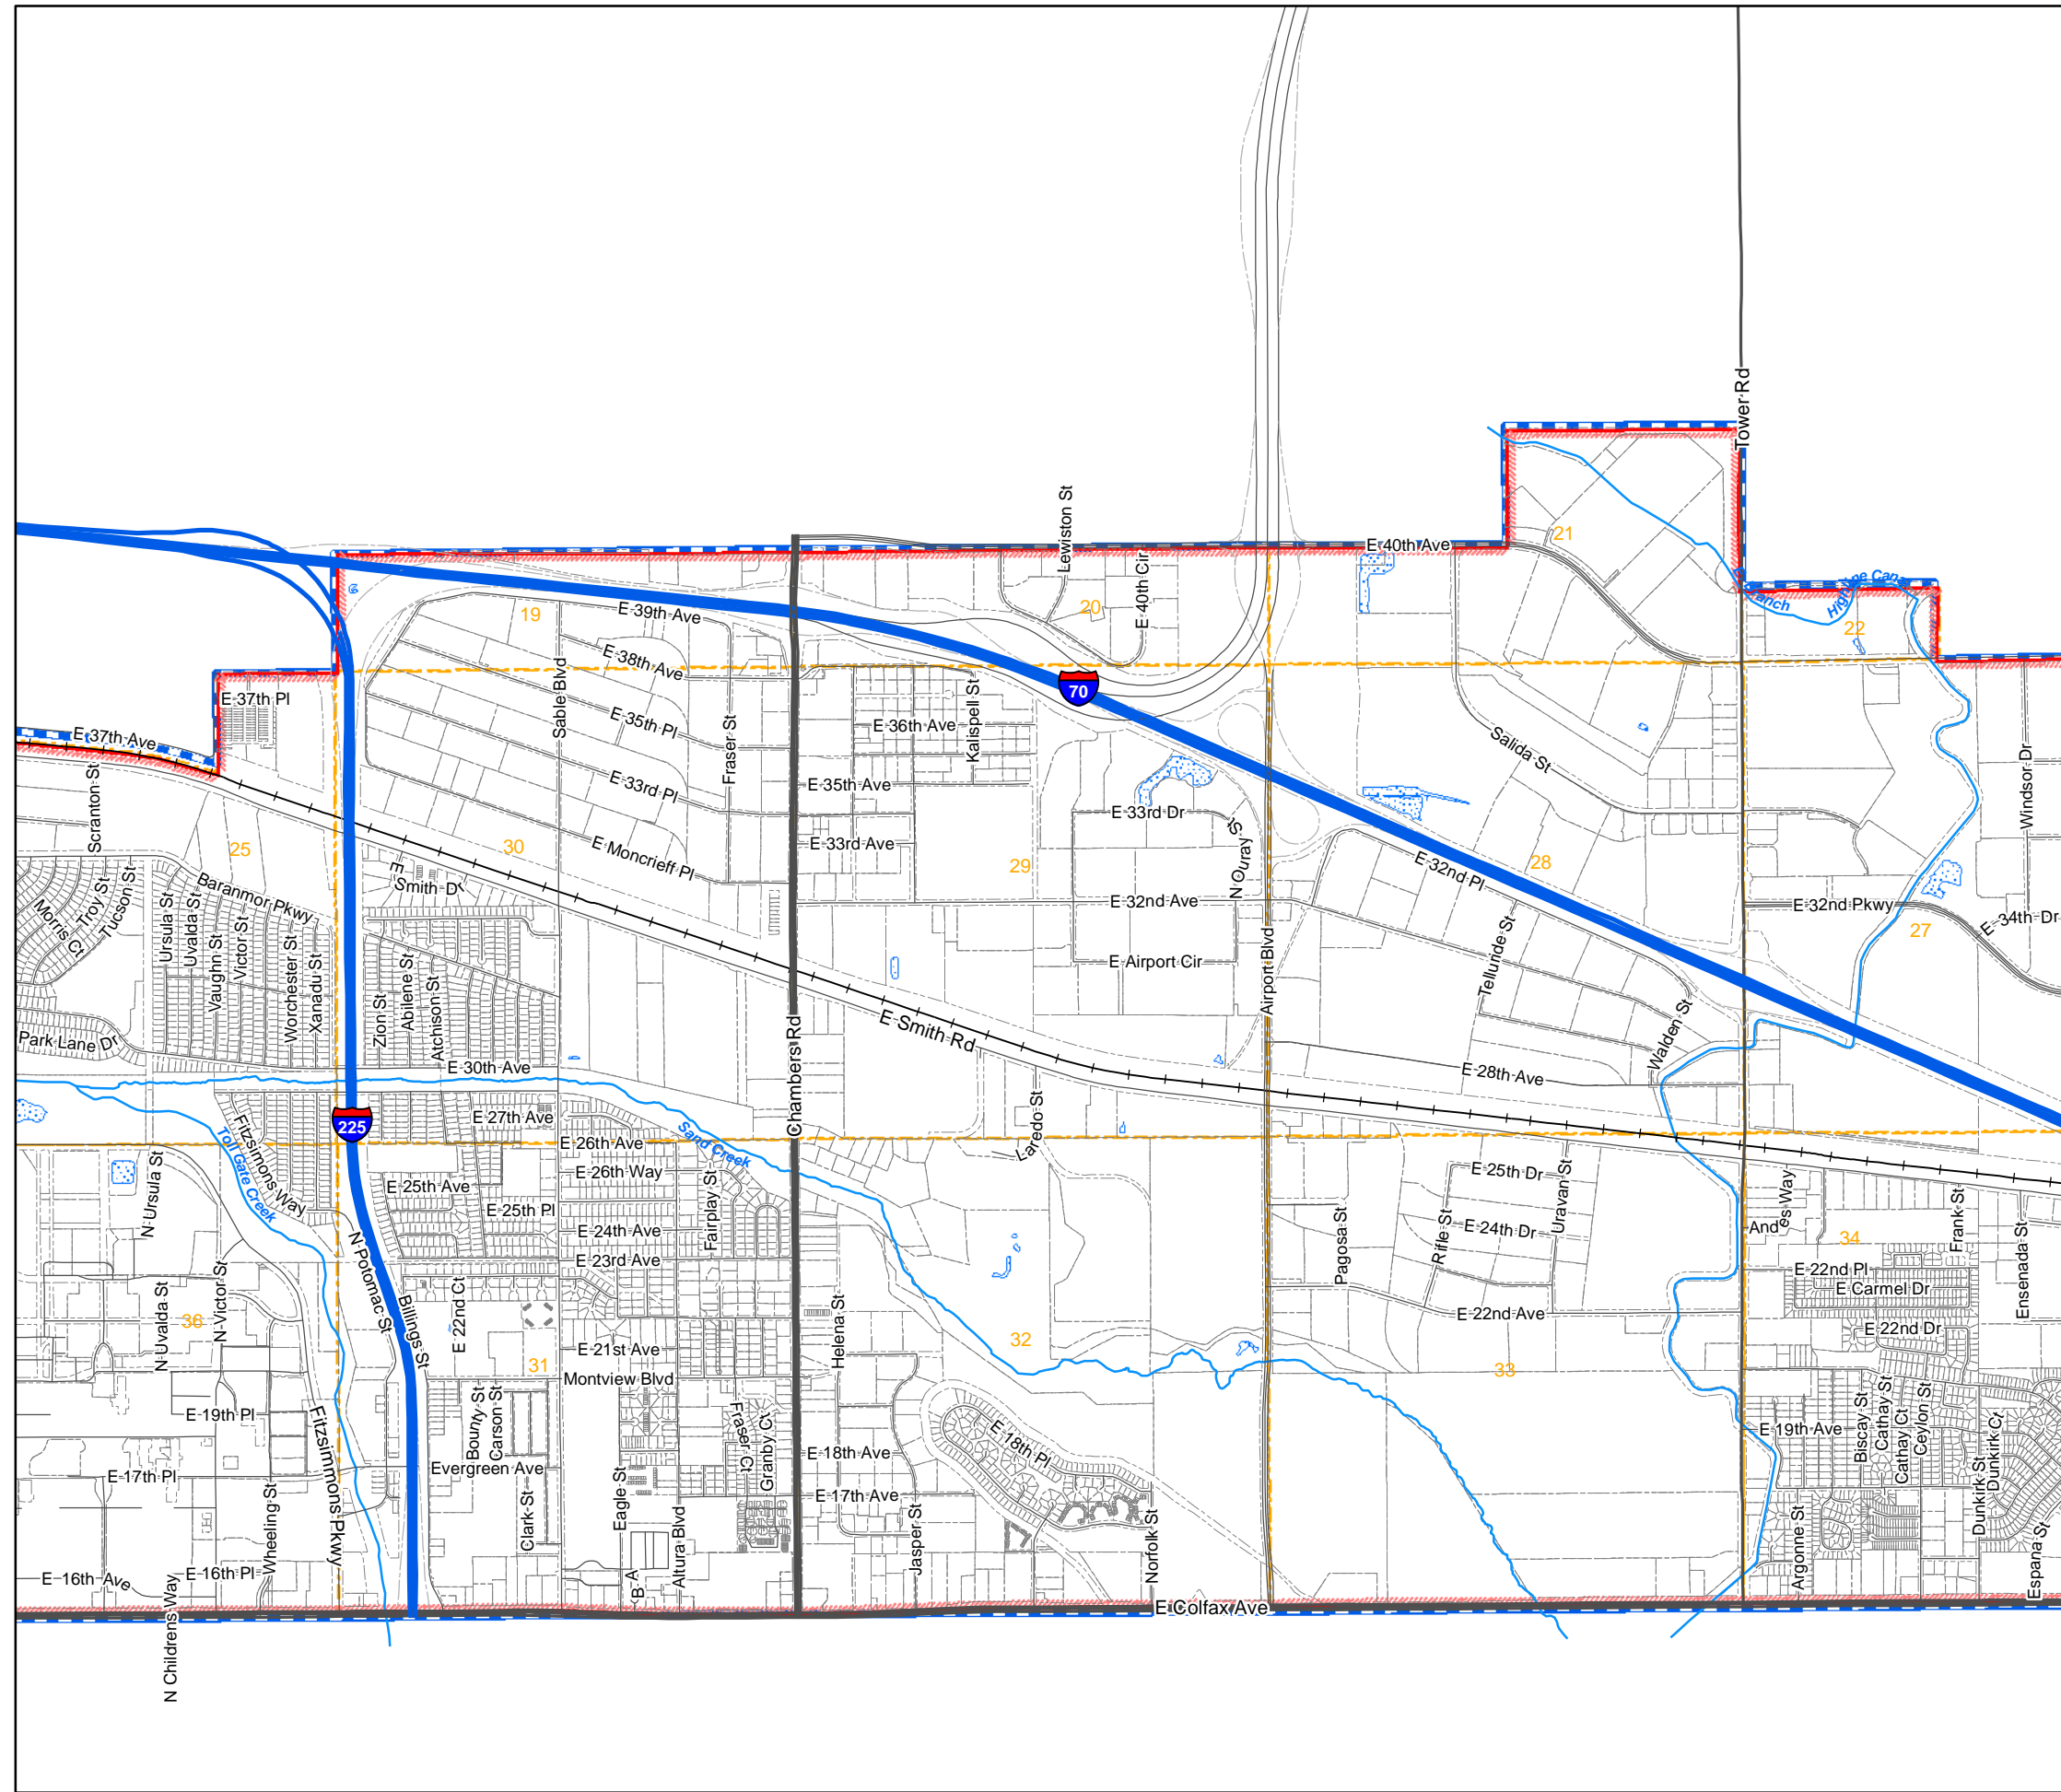 Tower Rd
Lewiston St
E 40th Ave
21
High Line Canal
Ranch
22
19
E 39th Ave
20
E 40th Cir
E 38th Ave
Sable Blvd
E 37th Pl
E 37th Ave
E 35th Pl
Fraser St
E 36th Ave
Kalispell St
70
Salida St
Windsor Dr
E 33rd Pl
E 35th Ave
E 33rd Dr
Scranton St
25
30
E Moncrieff Pl
E 33rd Ave
29
N Ouray St
E 32nd Pl
28
E Smith Dr
Baranmor Pkwy
Morris Ct
Troy St
Tucson St
Ursula St
Uvalda St
Vaughn St
Victor St
Worchester St
Xanadu St
Zion St
Abilene St
Atchison St
E 32nd Ave
E 32nd Pkwy
27
E 34th Dr
E Airport Cir
Airport Blvd
Telluride St
Walden St
Park Lane Dr
E 30th Ave
Chambers Rd
E Smith Rd
E 28th Ave
225
E 27th Ave
E 26th Ave
Sand Creek
Laredo St
Fitzsimons Way
Toll Gate Creek
N Ursula St
E 26th Way
E 25th Ave
E 25th Pl
Fairplay St
E 24th Ave
E 23rd Ave
E 25th Dr
Uravan St
E 24th Dr
Rifle St
Pagosa St
Andes Way
34
Frank St
Ensenada St
N Potomac St
Billings St
E 22nd Ct
N Uvalda St
36
N Victor St
E 22nd Pl
E Carmel Dr
E 22nd Ave
E 22nd Dr
Helena St
32
33
31
E 21st Ave
Montview Blvd
E 19th Pl
Fitzsimmons Pkwy
Bounty St
Carson St
Fraser Ct
Granby Ct
E 18th Pl
E 18th Ave
E 19th Ave
Biscay St
Cathay St
Cathay Ct
Ceylon St
Dunkirk St
Dunkirk Ct
E 17th Pl
Evergreen Ave
E 17th Ave
Wheeling St
Clark St
Eagle St
Altura Blvd
Jasper St
Norfolk St
Argonne St
Espana St
E 16th Ave
E 16th Pl
B A
N Childrens Way
E Colfax Ave